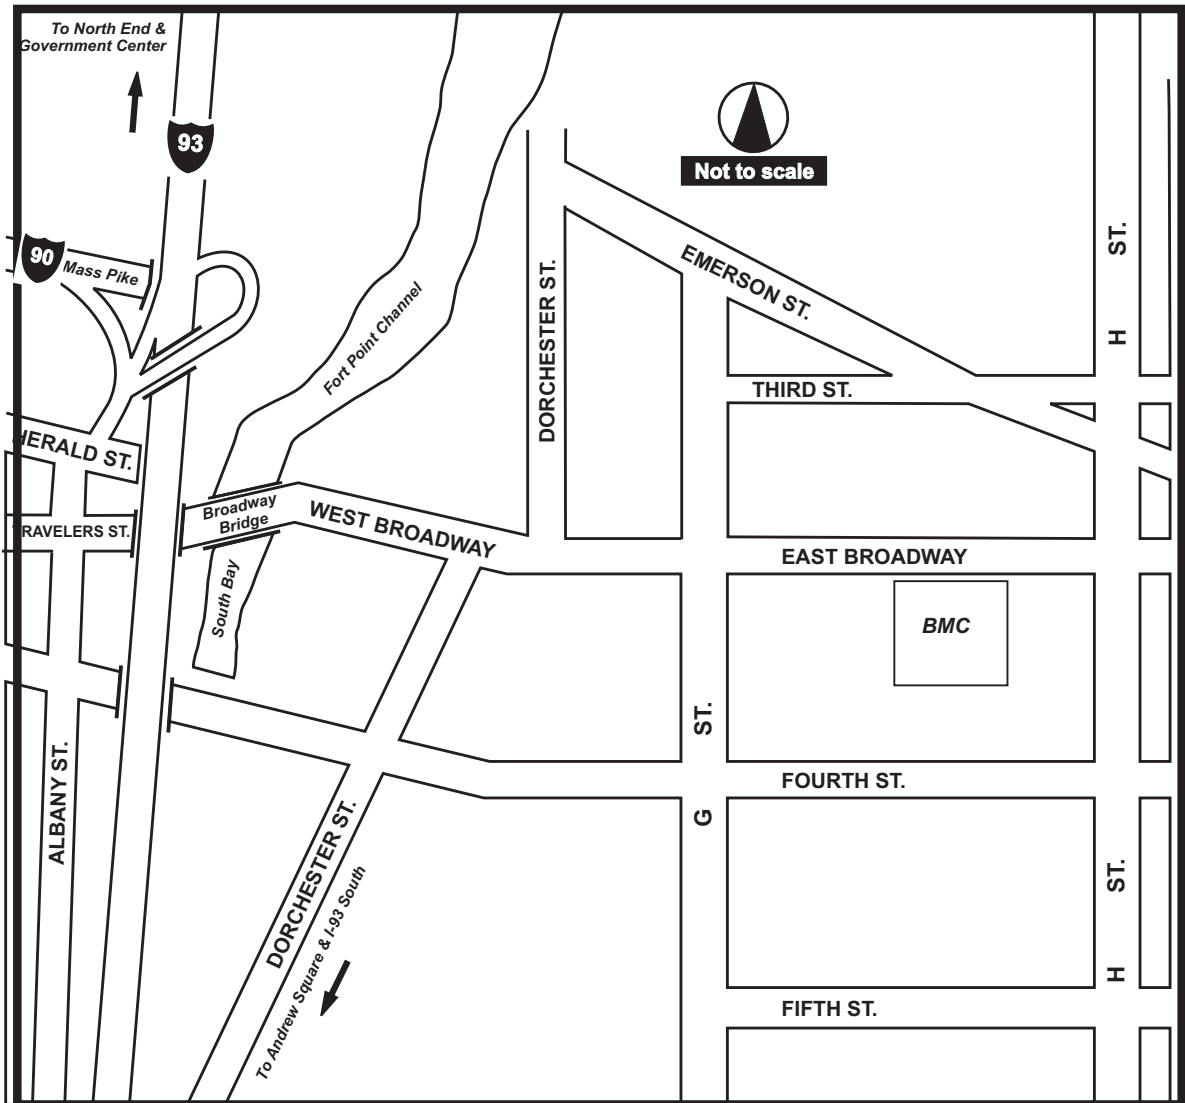 To North End &
Government Center
93
Not to scale
90
Mass Pike
EMERSON ST.
H ST.
Fort Point Channel
DORCHESTER ST.
THIRD ST.
HERALD ST.
Broadway
Bridge
WEST BROADWAY
TRAVELERS ST.
EAST BROADWAY
South Bay
BMC
G ST.
FOURTH ST.
ALBANY ST.
DORCHESTER ST.
To Andrew Square & I-93 South
H ST.
FIFTH ST.